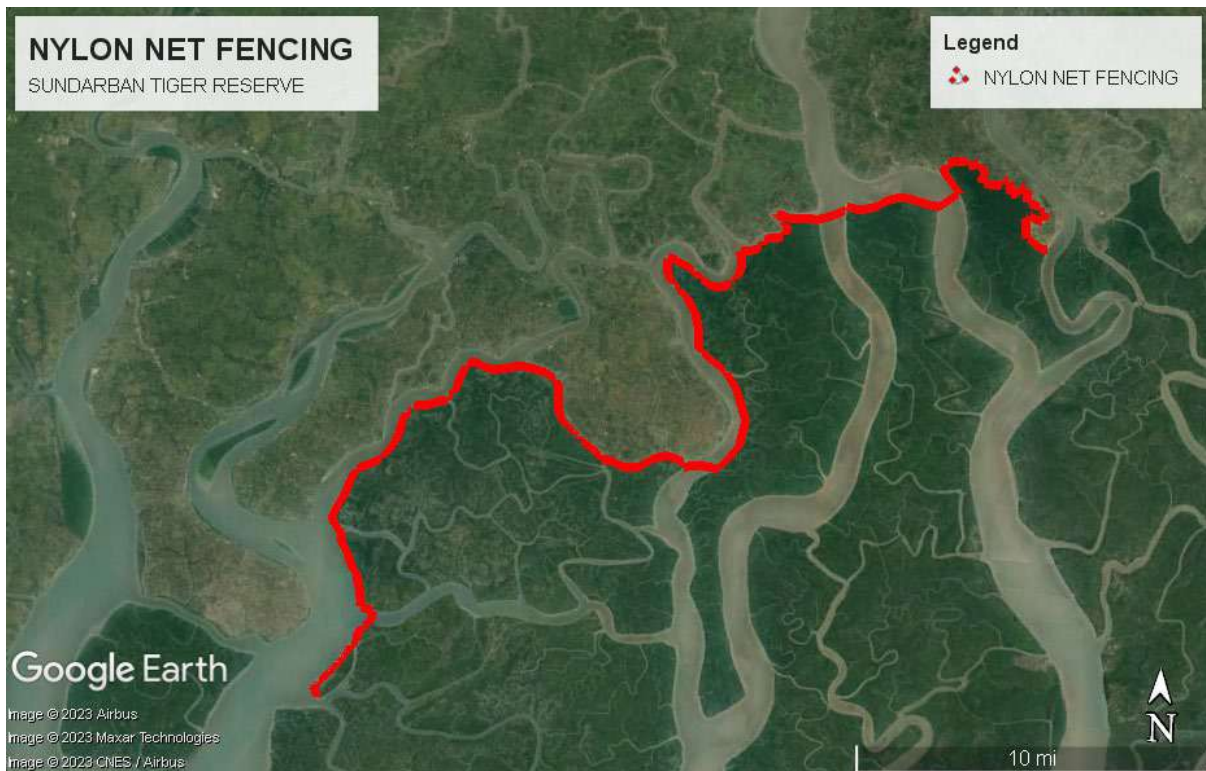 NYLON NET FENCING
SUNDARBAN TIGER RESERVE
Legend
NYLON NET FENCING
Google Earth
Image © 2023 Airbus
Image © 2023 Maxar Technologies
Image © 2023 CNES / Airbus
N
10 mi